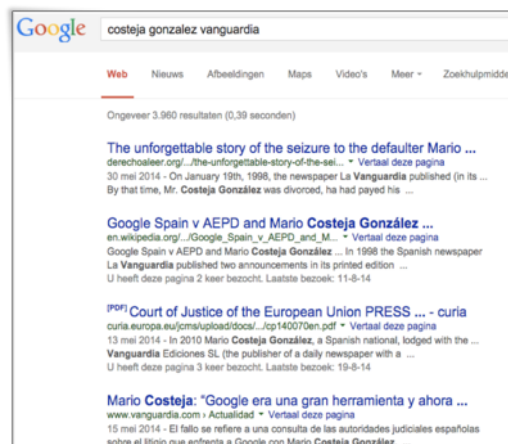 Google costeja gonzalez vanguardia
Web Nieuws Afbeeldingen Maps Video's Meer Zoekhulpmidde
Ongeveer 3.960 resultaten (0,39 seconden)
The unforgettable story of the seizure to the defaulter Mario ...
derechoaleer.org/.../the-unforgettable-story-of-the-sei... Vertaal deze pagina
30 mei 2014 - On January 19th, 1998, the newspaper La Vanguardia published (in its ...
By that time, Mr. Costeja González was divorced, ha had payed his ...
Google Spain v AEPD and Mario Costeja González ...
en.wikipedia.org/.../Google_Spain_v_AEPD_and_M... Vertaal deze pagina
Google Spain v AEPD and Mario Costeja González ... In 1998 the Spanish newspaper
La Vanguardia published two announcements in its printed edition ...
U heeft deze pagina 2 keer bezocht. Laatste bezoek: 11-8-14
[PDF] Court of Justice of the European Union PRESS ... - curia
curia.europa.eu/jcms/upload/docs/.../cp140070en.pdf Vertaal deze pagina
13 mei 2014 - In 2010 Mario Costeja González, a Spanish national, lodged with the ...
Vanguardia Ediciones SL (the publisher of a daily newspaper with a ...
U heeft deze pagina 3 keer bezocht. Laatste bezoek: 19-8-14
Mario Costeja: “Google era una gran herramienta y ahora ...
www.vanguardia.com › Actualidad Vertaal deze pagina
15 mei 2014 - El fallo se refiere a una consulta de las autoridades judiciales españolas
sobre el litigio que enfrenta a Google con Mario Costeja González